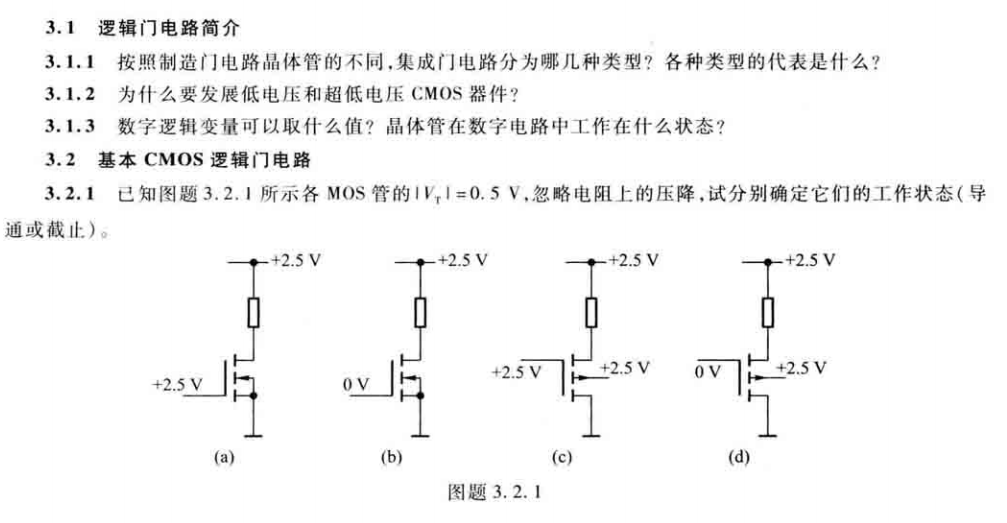 3.1 逻辑门电路简介
3.1.1 按照制造门电路晶体管的不同,集成门电路分为哪几种类型? 各种类型的代表是什么?
3.1.2 为什么要发展低电压和超低电压 CMOS 器件?
3.1.3 数字逻辑变量可以取什么值? 晶体管在数字电路中工作在什么状态?
3.2 基本 CMOS 逻辑门电路
3.2.1 已知图题 3.2.1 所示各 MOS 管的|V_T|=0.5 V,忽略电阻上的压降,试分别确定它们的工作状态(导
通或截止)。
+2.5 V +2.5 V +2.5 V +2.5 V
+2.5 V 0 V +2.5 V +2.5 V 0 V +2.5 V
(a) (b) (c) (d)
图题 3.2.1